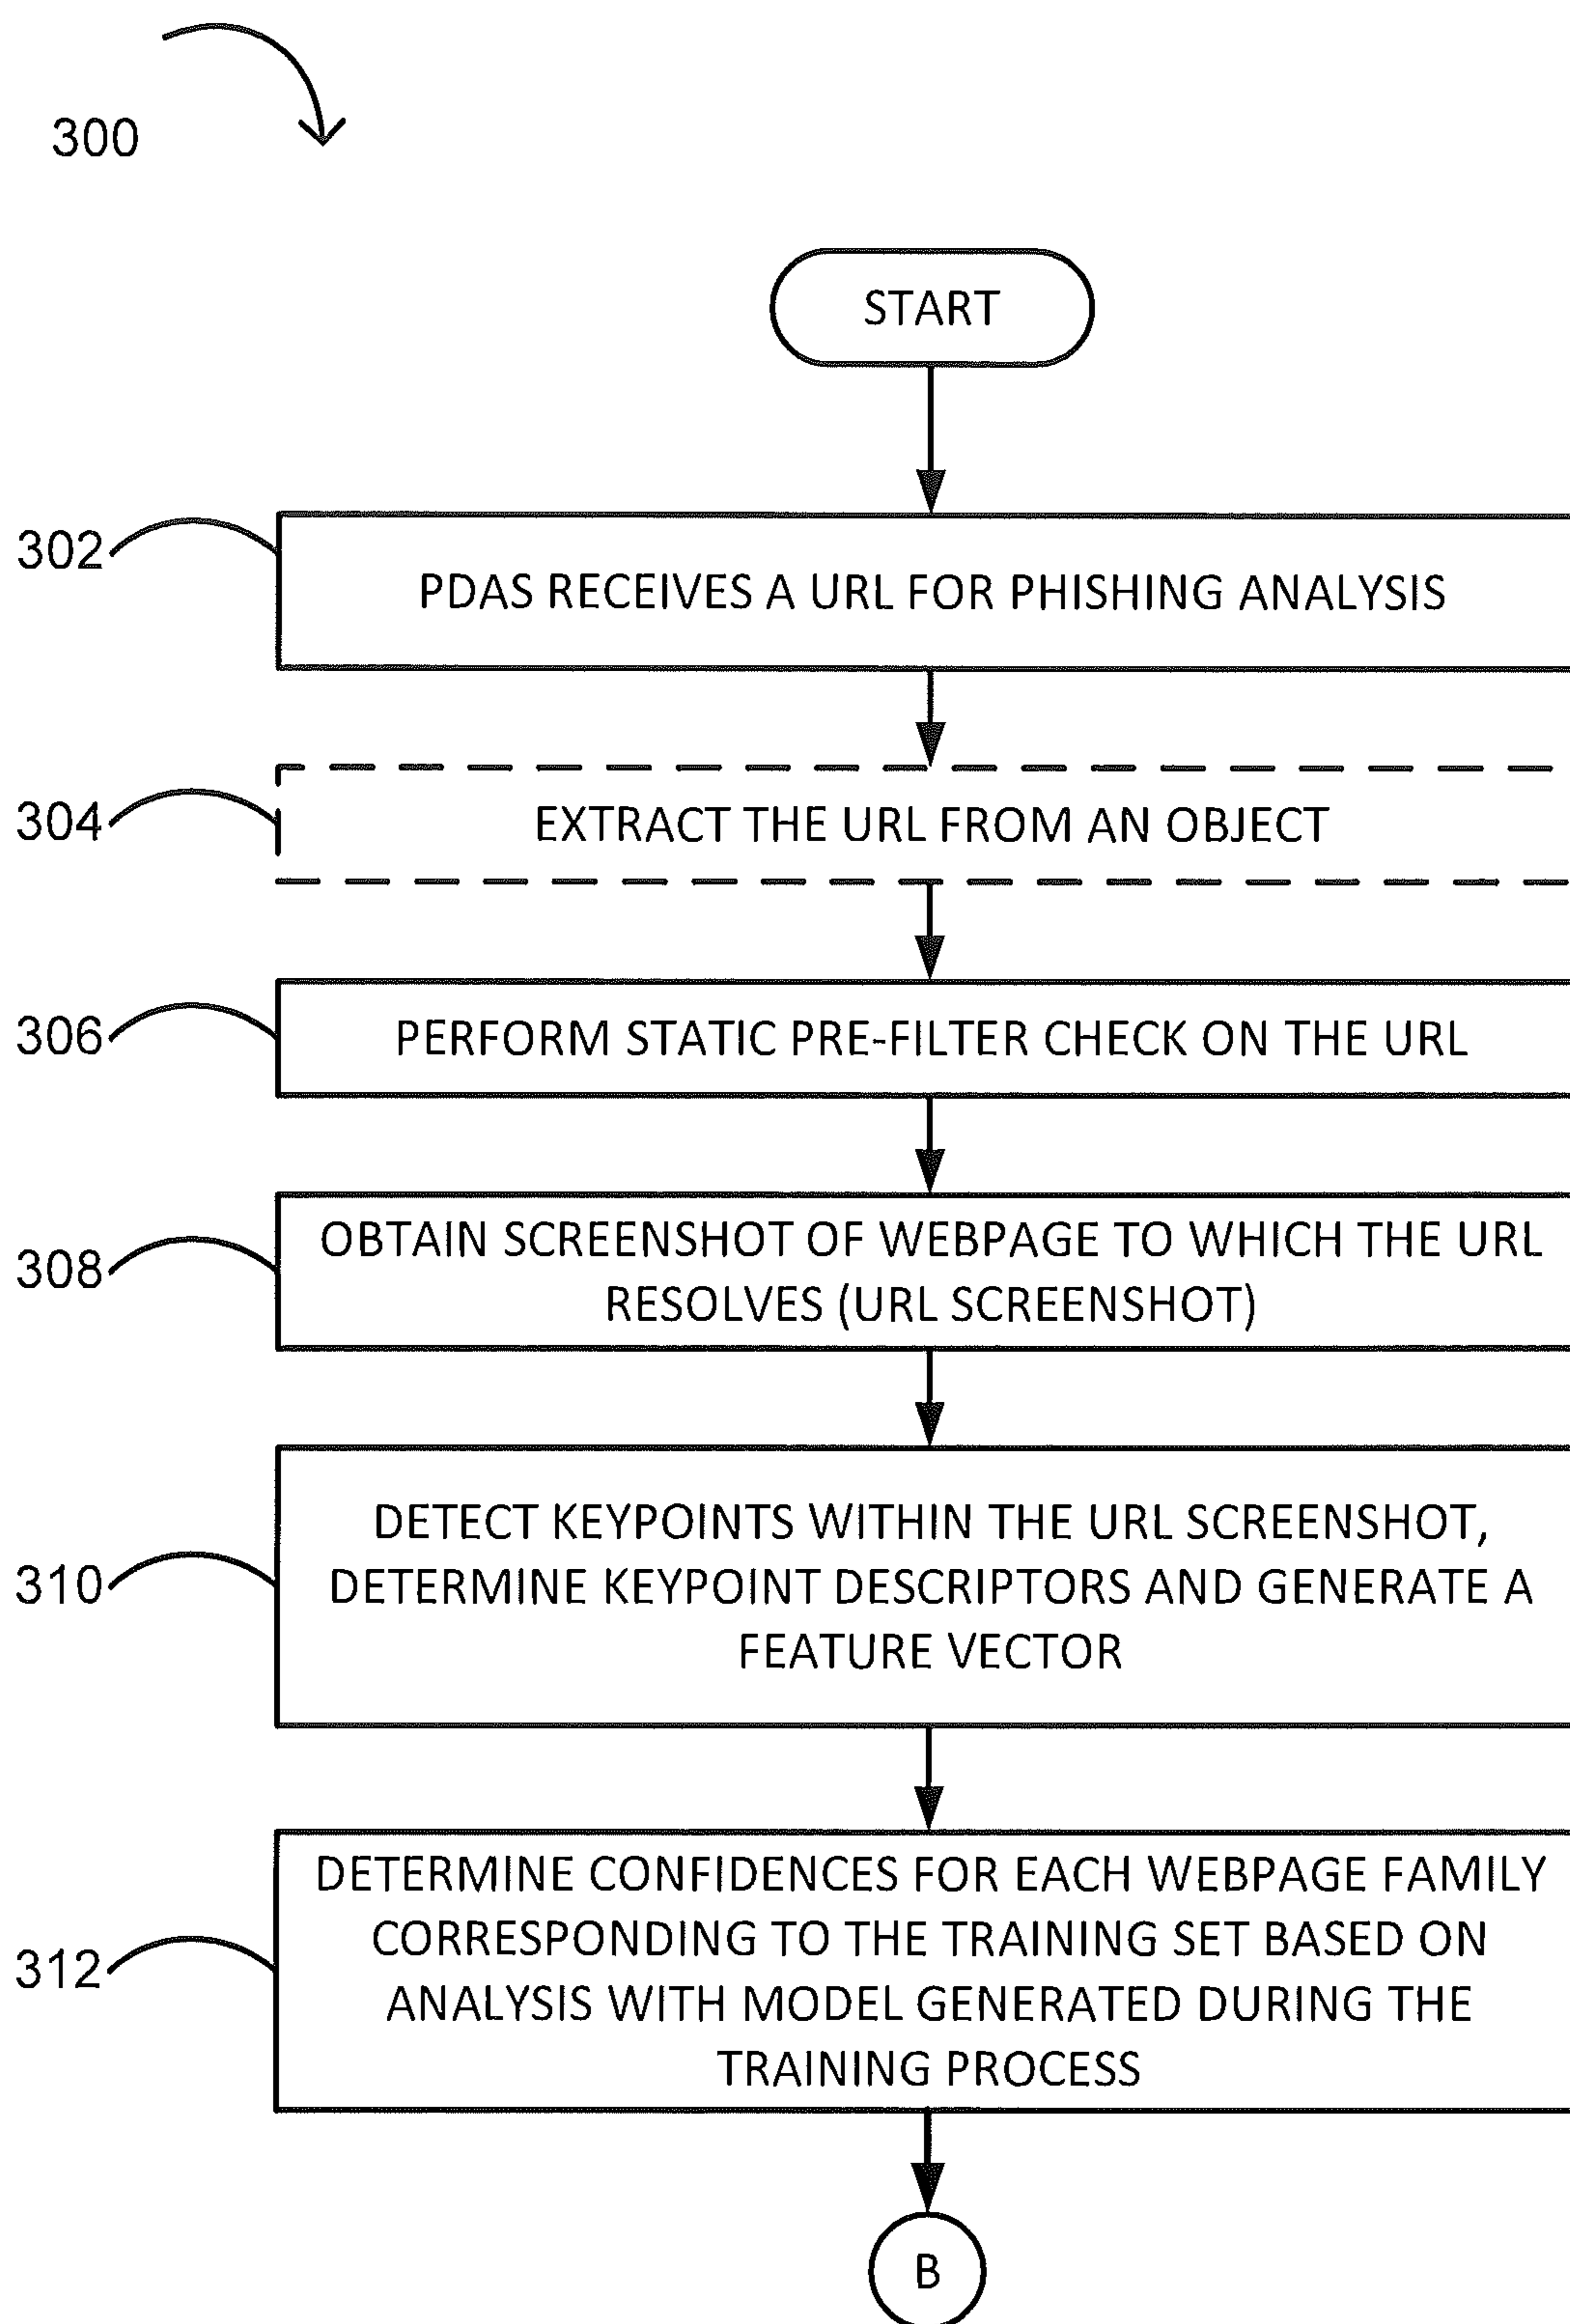 300
START
302
PDAS RECEIVES A URL FOR PHISHING ANALYSIS
304
EXTRACT THE URL FROM AN OBJECT
306
PERFORM STATIC PRE-FILTER CHECK ON THE URL
308
OBTAIN SCREENSHOT OF WEBPAGE TO WHICH THE URL
RESOLVES (URL SCREENSHOT)
310
DETECT KEYPOINTS WITHIN THE URL SCREENSHOT,
DETERMINE KEYPOINT DESCRIPTORS AND GENERATE A
FEATURE VECTOR
312
DETERMINE CONFIDENCES FOR EACH WEBPAGE FAMILY
CORRESPONDING TO THE TRAINING SET BASED ON
ANALYSIS WITH MODEL GENERATED DURING THE
TRAINING PROCESS
B